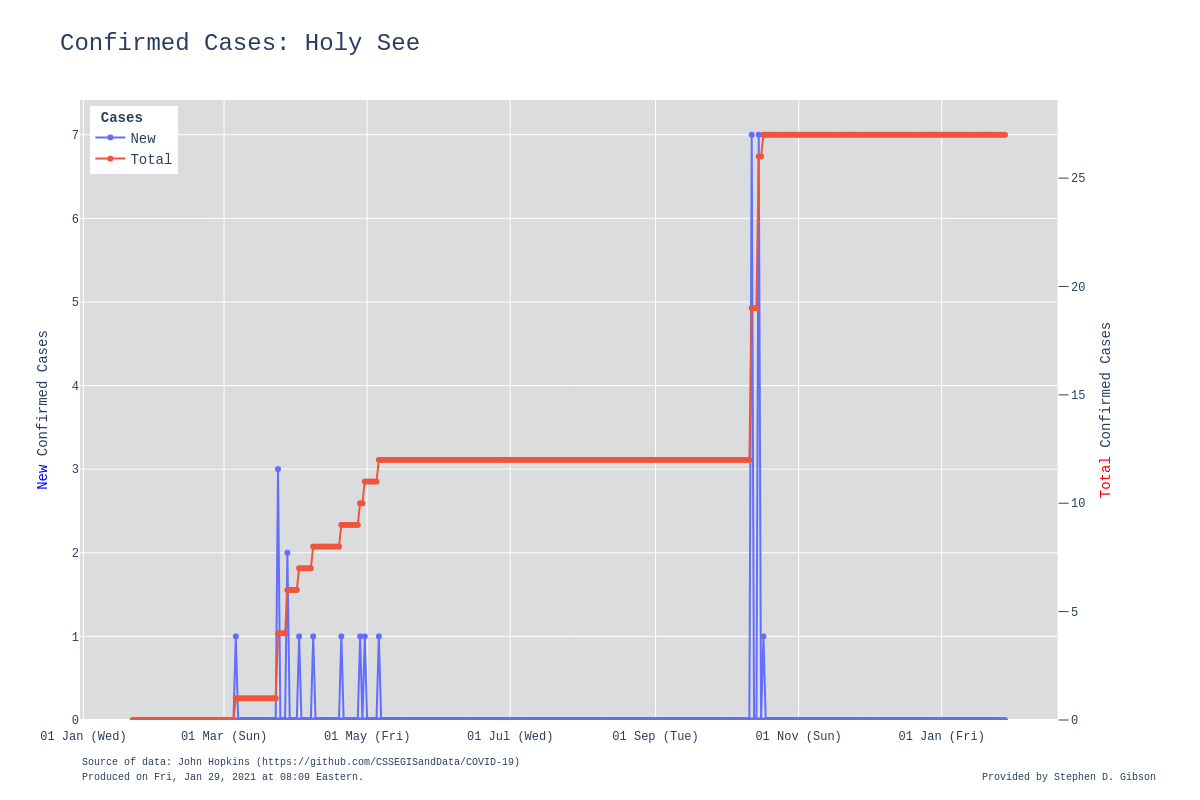 Confirmed Cases: Holy See
Cases
New
Total
7
6
5
4
3
2
1
0
25
20
15
10
5
0
New Confirmed Cases
Total Confirmed Cases
01 Jan (Wed) 01 Mar (Sun) 01 May (Fri) 01 Jul (Wed) 01 Sep (Tue) 01 Nov (Sun) 01 Jan (Fri)
Source of data: John Hopkins (https://github.com/CSSEGISandData/COVID-19)
Produced on Fri, Jan 29, 2021 at 08:09 Eastern.
Provided by Stephen D. Gibson